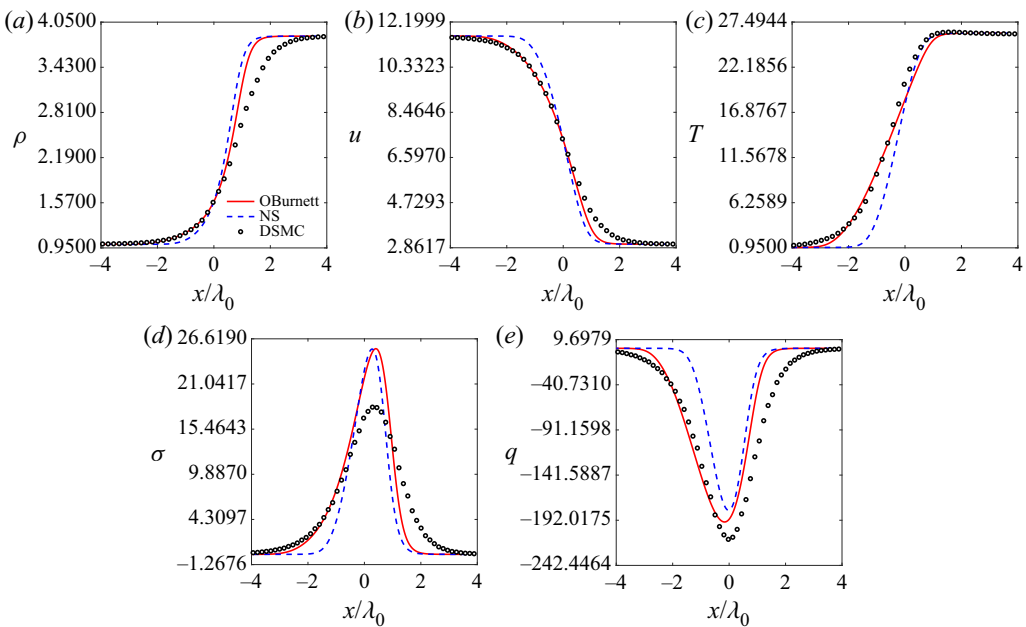 (a) 4.0500
3.4300
2.8100
ρ
2.1900
1.5700
0.9500
OBurnett
NS
DSMC
−4 −2 0 2 4
x/λ0
(b) 12.1999
10.3323
8.4646
u
6.5970
4.7293
2.8617
−4 −2 0 2 4
x/λ0
(c) 27.4944
22.1856
16.8767
T
11.5678
6.2589
0.9500
−4 −2 0 2 4
x/λ0
(d) 26.6190
21.0417
15.4643
σ
9.8870
4.3097
−1.2676
−4 −2 0 2 4
x/λ0
(e) 9.6979
−40.7310
−91.1598
q
−141.5887
−192.0175
−242.4464
−4 −2 0 2 4
x/λ0